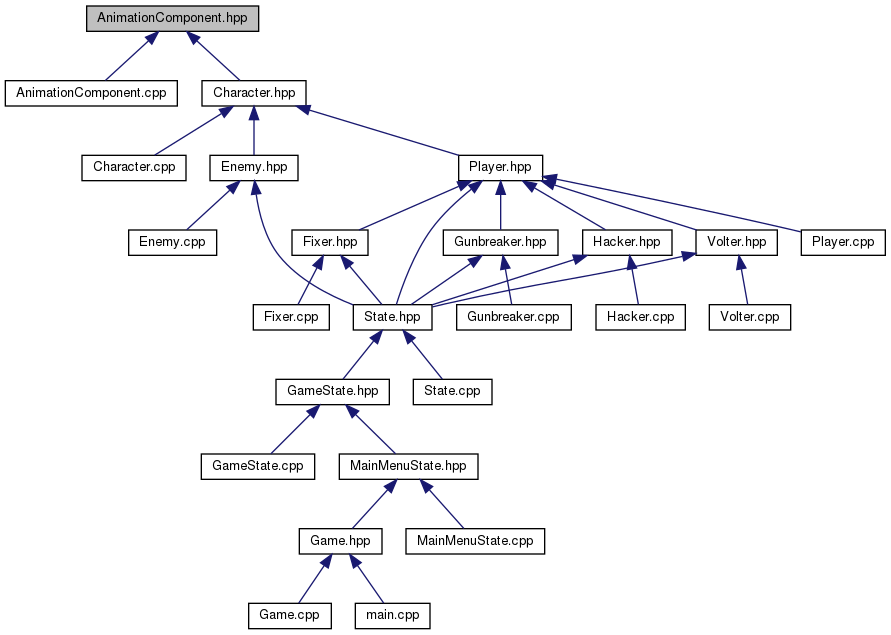 AnimationComponent.hpp
AnimationComponent.cpp
Character.hpp
Character.cpp
Enemy.hpp
Player.hpp
Enemy.cpp
Fixer.hpp
Gunbreaker.hpp
Hacker.hpp
Volter.hpp
Player.cpp
Fixer.cpp
State.hpp
Gunbreaker.cpp
Hacker.cpp
Volter.cpp
GameState.hpp
State.cpp
GameState.cpp
MainMenuState.hpp
Game.hpp
MainMenuState.cpp
Game.cpp
main.cpp